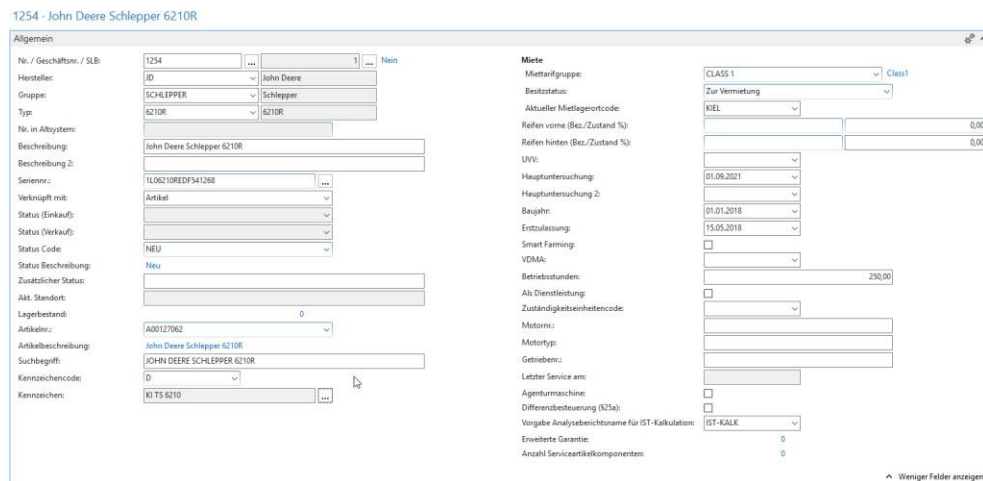 1254 · John Deere Schlepper 6210R
Allgemein
Nr. / Geschäftsnr. / SLB: 1254 ... 1 ... Nein
Hersteller: JD John Deere
Gruppe: SCHLEPPER Schlepper
Typ: 6210R 6210R
Nr. in Altsystem:
Beschreibung: John Deere Schlepper 6210R
Beschreibung 2:
Seriennr.: 1L06210REDF541268 ...
Verknüpft mit: Artikel
Status (Einkauf):
Status (Verkauf):
Status Code: NEU
Status Beschreibung: Neu
Zusätzlicher Status:
Akt. Standort:
Lagerbestand: 0
Artikelnr.: A00127062
Artikelbeschreibung: John Deere Schlepper 6210R
Suchbegriff: JOHN DEERE SCHLEPPER 6210R
Kennzeichencode: D
Kennzeichen: KI TS 6210 ...
Miete
Miettarifgruppe: CLASS 1 Class1
Besitzstatus: Zur Vermietung
Aktueller Mietlagerortcode: KIEL
Reifen vorne (Bez./Zustand %): 0,00
Reifen hinten (Bez./Zustand %): 0,00
UVV:
Hauptuntersuchung: 01.09.2021
Hauptuntersuchung 2:
Baujahr: 01.01.2018
Erstzulassung: 15.05.2018
Smart Farming:
VDMA:
Betriebsstunden: 250,00
Als Dienstleistung:
Zuständigkeitseinheitencode:
Motornr.:
Motortyp:
Getriebenr.:
Letzter Service am:
Agenturmaschine:
Differenzbesteuerung (§25a):
Vorgabe Analyseberichtsname für IST-Kalkulation: IST-KALK
Erweiterte Garantie: 0
Anzahl Serviceartikelkomponenten: 0
Weniger Felder anzeigen